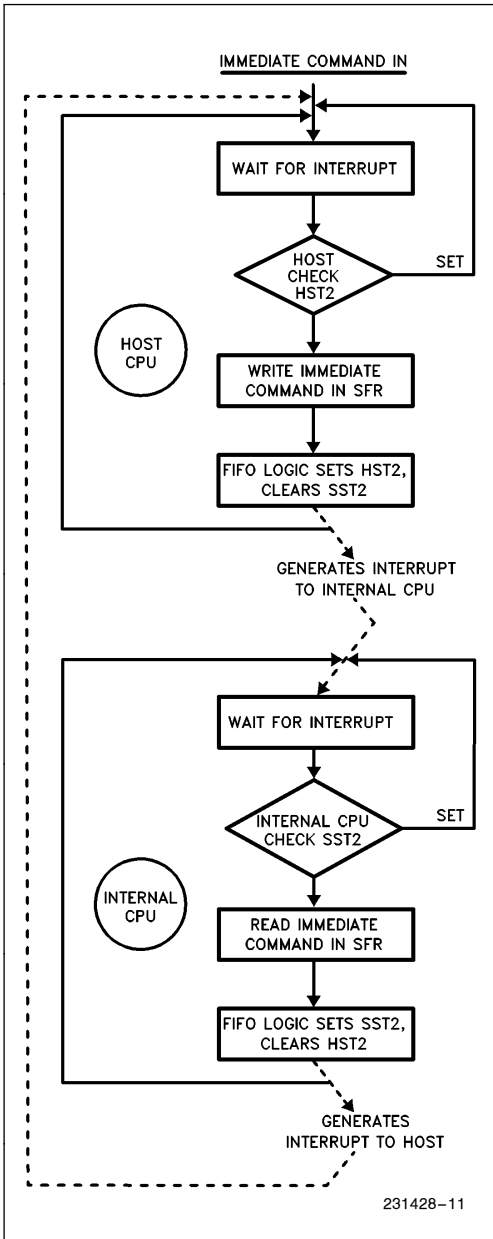 IMMEDIATE COMMAND IN
WAIT FOR INTERRUPT
HOST
CHECK
HST2
SET
HOST
CPU
WRITE IMMEDIATE
COMMAND IN SFR
FIFO LOGIC SETS HST2,
CLEARS SST2
GENERATES INTERRUPT
TO INTERNAL CPU
WAIT FOR INTERRUPT
INTERNAL CPU
CHECK SST2
SET
INTERNAL
CPU
READ IMMEDIATE
COMMAND IN SFR
FIFO LOGIC SETS SST2,
CLEARS HST2
GENERATES
INTERRUPT TO HOST
231428-11